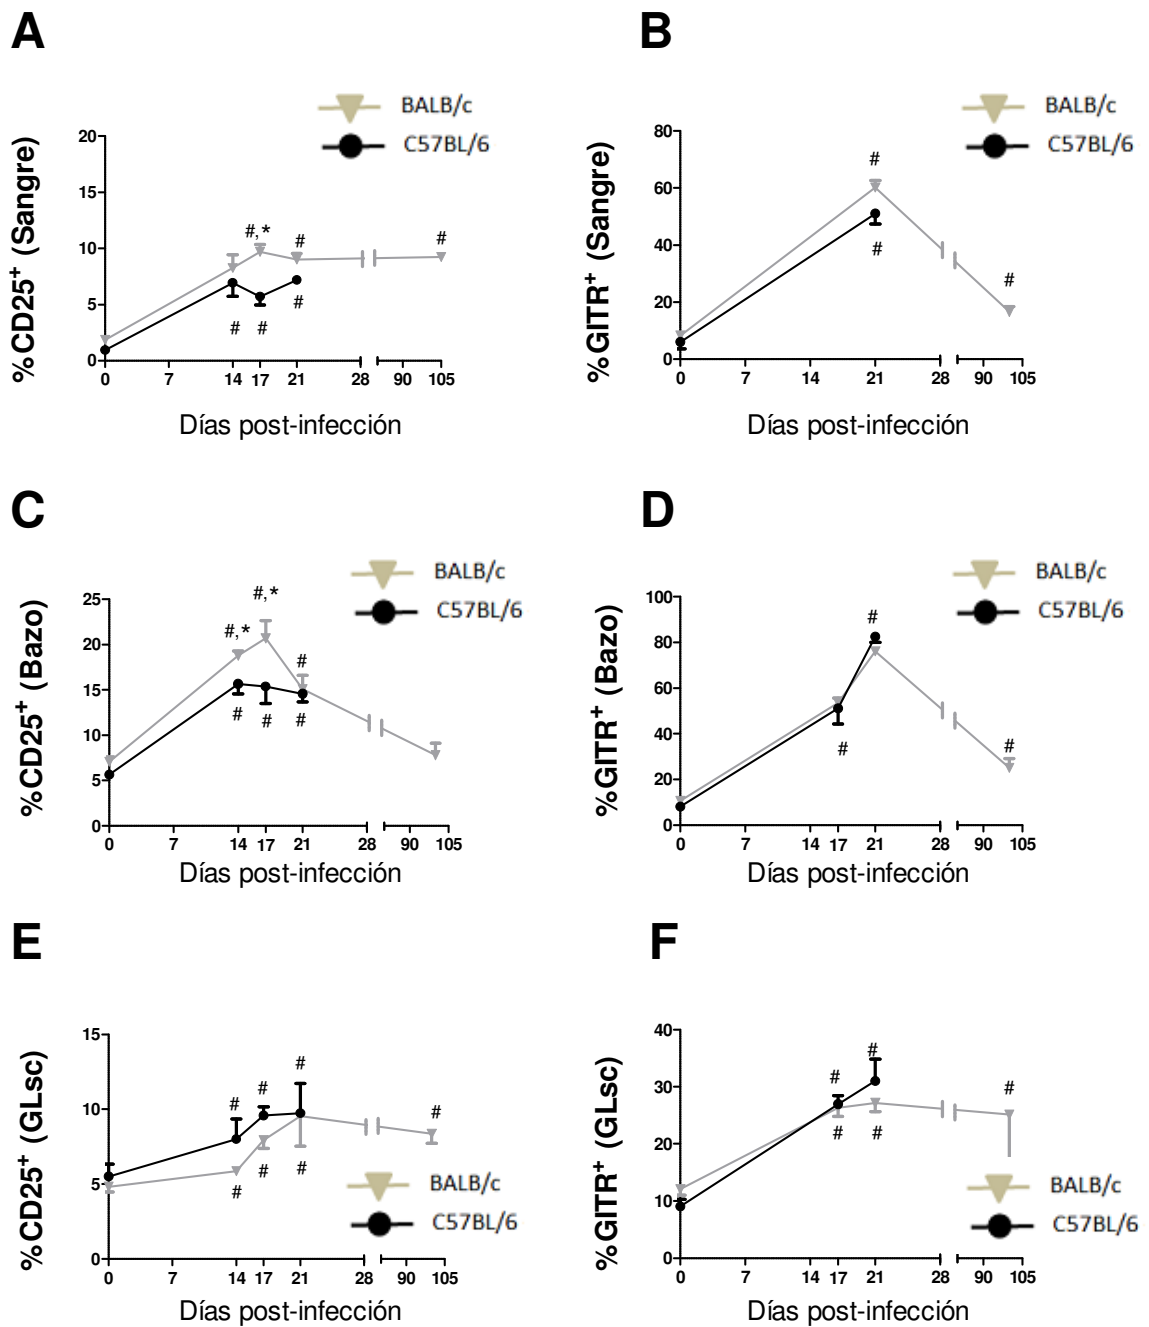 A
BALB/c
C57BL/6
%CD25⁺ (Sangre)
20
15
10
5
0
#,*
#
#
#
#
#
0 7 14 17 21 28 90 105
Días post-infección
B
BALB/c
C57BL/6
%GITR⁺ (Sangre)
80
60
40
20
0
#
#
#
0 7 14 21 28 90 105
Días post-infección
C
BALB/c
C57BL/6
%CD25⁺ (Bazo)
25
20
15
10
5
0
#,*
#,*
#
#
#
#
0 7 14 17 21 28 90 105
Días post-infección
D
BALB/c
C57BL/6
%GITR⁺ (Bazo)
100
80
60
40
20
0
#
#
#
0 7 14 17 21 28 90 105
Días post-infección
E
%CD25⁺ (GLsc)
15
10
5
0
#
#
#
#
#
#
#
BALB/c
C57BL/6
0 7 14 17 21 28 90 105
Días post-infección
F
%GITR⁺ (GLsc)
40
30
20
10
0
#
#
#
#
#
BALB/c
C57BL/6
0 7 14 17 21 28 90 105
Días post-infección